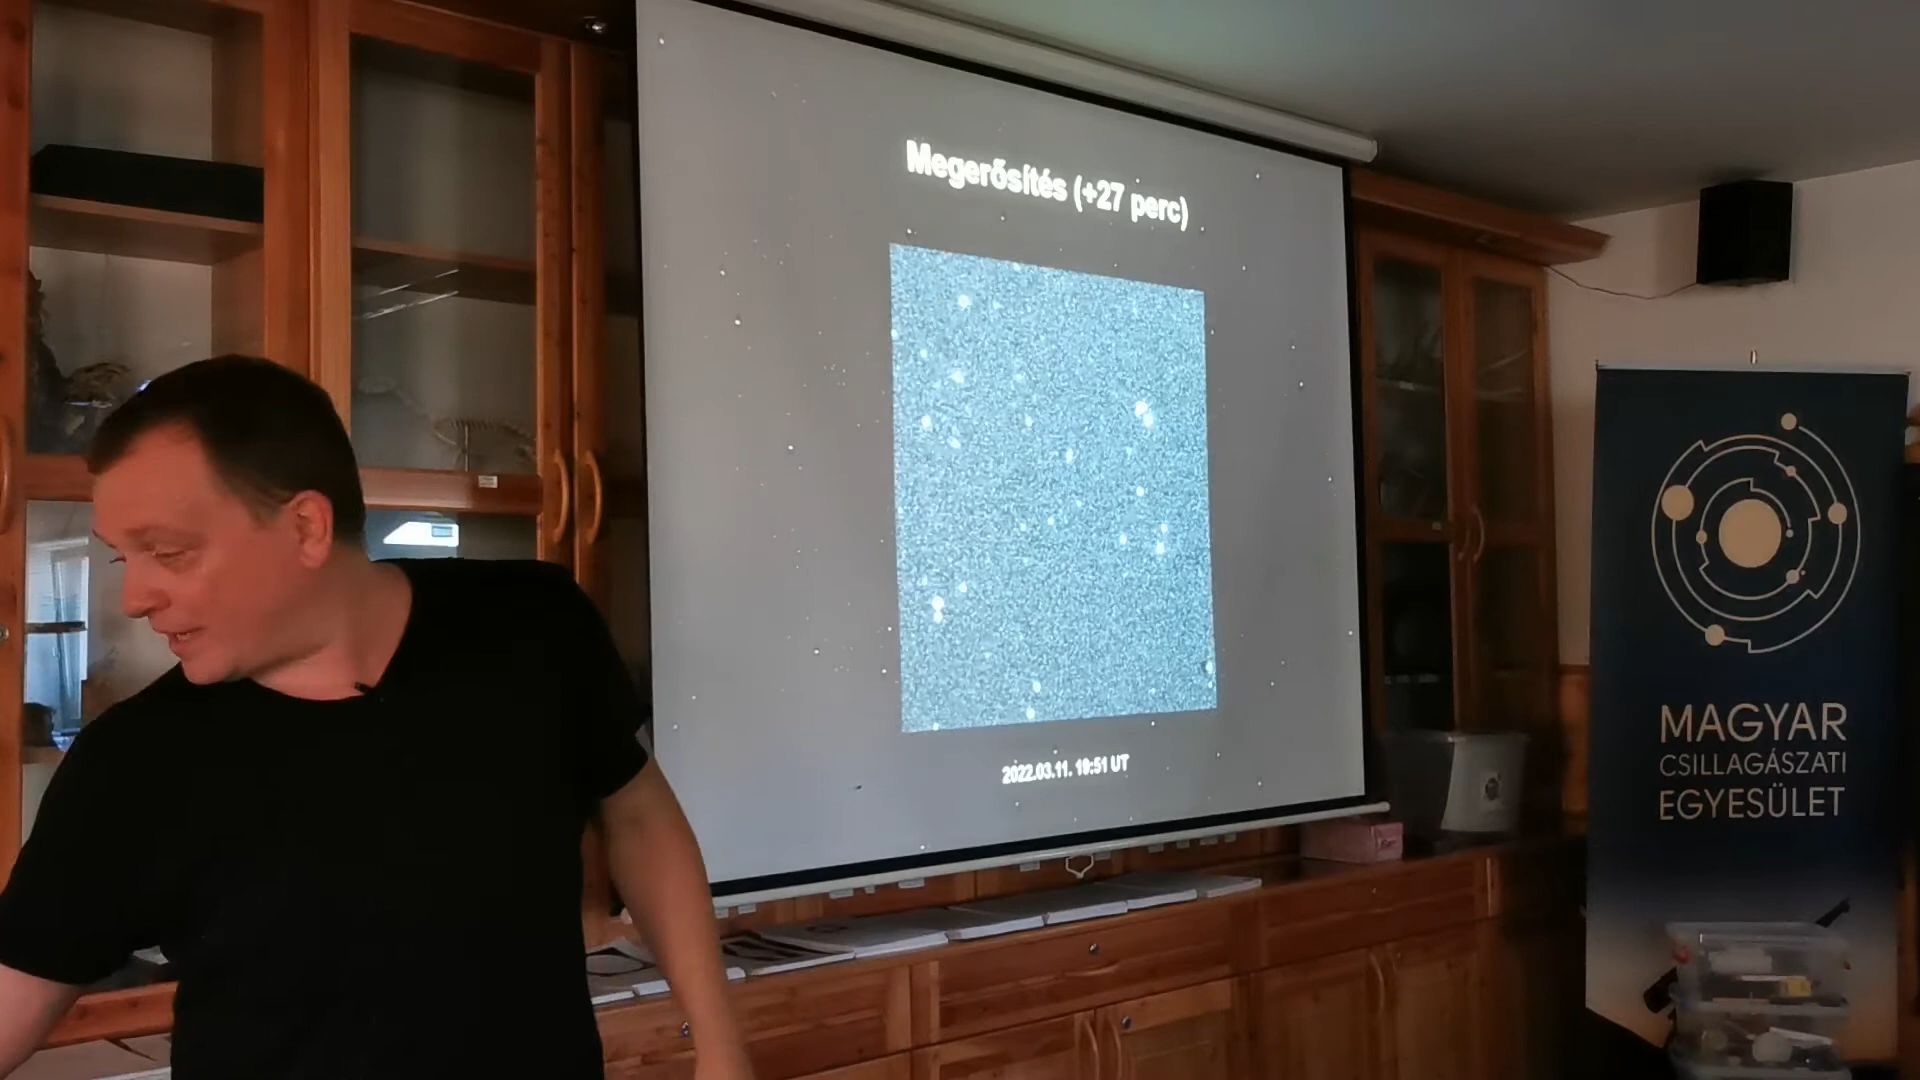 Megerősítés (+27 perc)
2022.03.11. 19:51 UT
MAGYAR
CSILLAGÁSZATI
EGYESÜLET